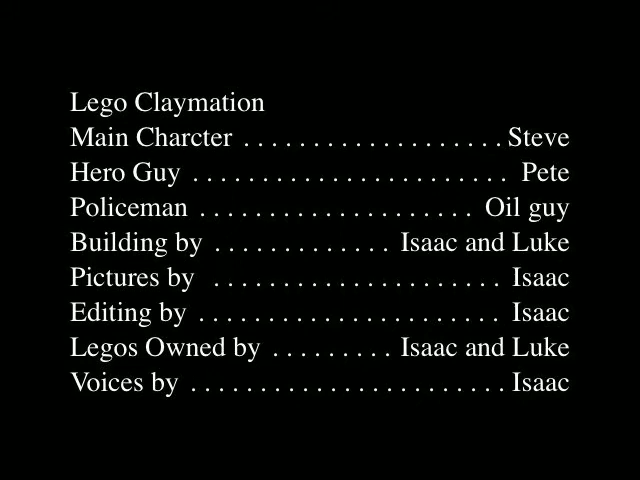 Lego Claymation
Main Charcter . . . . . . . . . . . . . . . . . . . Steve
Hero Guy . . . . . . . . . . . . . . . . . . . . . . . Pete
Policeman . . . . . . . . . . . . . . . . . . . . Oil guy
Building by . . . . . . . . . . . . . Isaac and Luke
Pictures by . . . . . . . . . . . . . . . . . . . . . Isaac
Editing by . . . . . . . . . . . . . . . . . . . . . . Isaac
Legos Owned by . . . . . . . . . Isaac and Luke
Voices by . . . . . . . . . . . . . . . . . . . . . . . Isaac